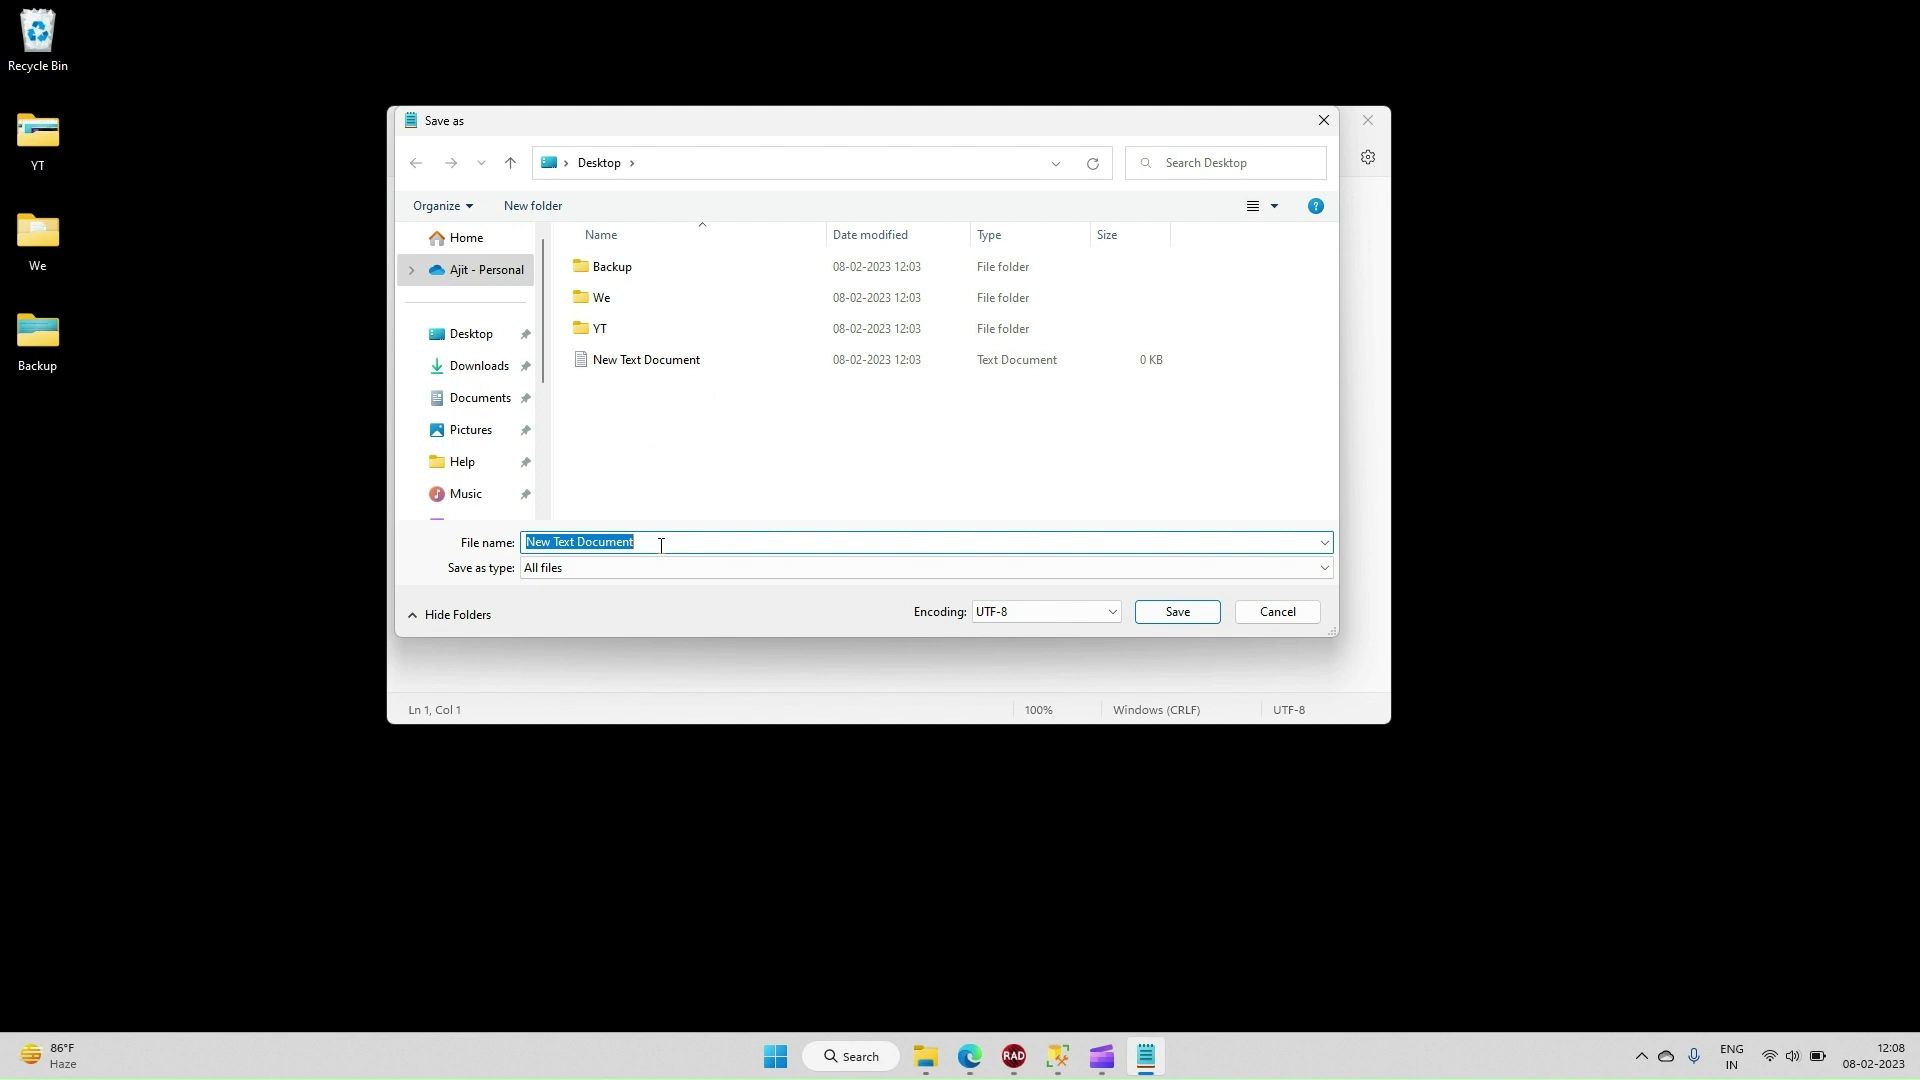 Recycle Bin
YT
We
Backup
Save as
Desktop
Search Desktop
Organize
New folder
?
Home
Ajit - Personal
Desktop
Downloads
Documents
Pictures
Help
Music
Name Date modified Type Size
Backup 08-02-2023 12:03 File folder
We 08-02-2023 12:03 File folder
YT 08-02-2023 12:03 File folder
New Text Document 08-02-2023 12:03 Text Document 0 KB
File name: New Text Document
Save as type: All files
Hide Folders
Encoding: UTF-8
Save
Cancel
Ln 1, Col 1
100%
Windows (CRLF)
UTF-8
86°F
Haze
Search
RAD
ENG
IN
12:08
08-02-2023